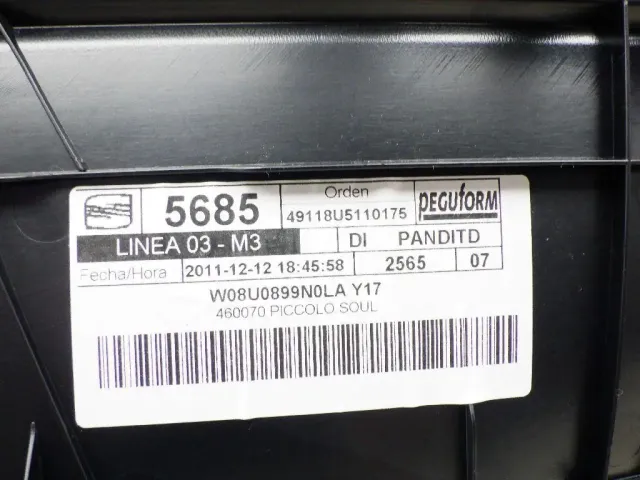 5685
Orden
49118U5110175
PEGUfORM
LINEA 03 - M3
DI
PANDITD
Fecha/Hora
2011-12-12 18:45:58
2565
07
W08U0899N0LA Y17
460070 PICCOLO SOUL